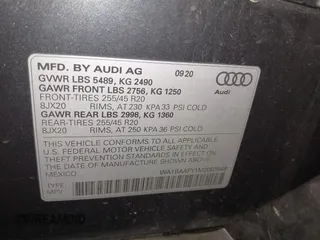 MFD. BY AUDI AG 09 20
GVWR LBS 5489, KG 2490
GAWR FRONT LBS 2756, KG 1250
FRONT-TIRES 255/45 R20
8JX20 RIMS, AT 230 KPA 33 PSI COLD
GAWR REAR LBS 2998, KG 1360
REAR-TIRES 255/45 R20
8JX20 RIMS, AT 250 KPA 36 PSI COLD
Audi
THIS VEHICLE CONFORMS TO ALL APPLICABLE
U.S. FEDERAL MOTOR VEHICLE SAFETY
AND THEFT PREVENTION STANDARDS IN EFFECT ON
THE DATE OF MANUFACTURE SHOWN ABOVE.
MEXICO
TYPE:
MPV